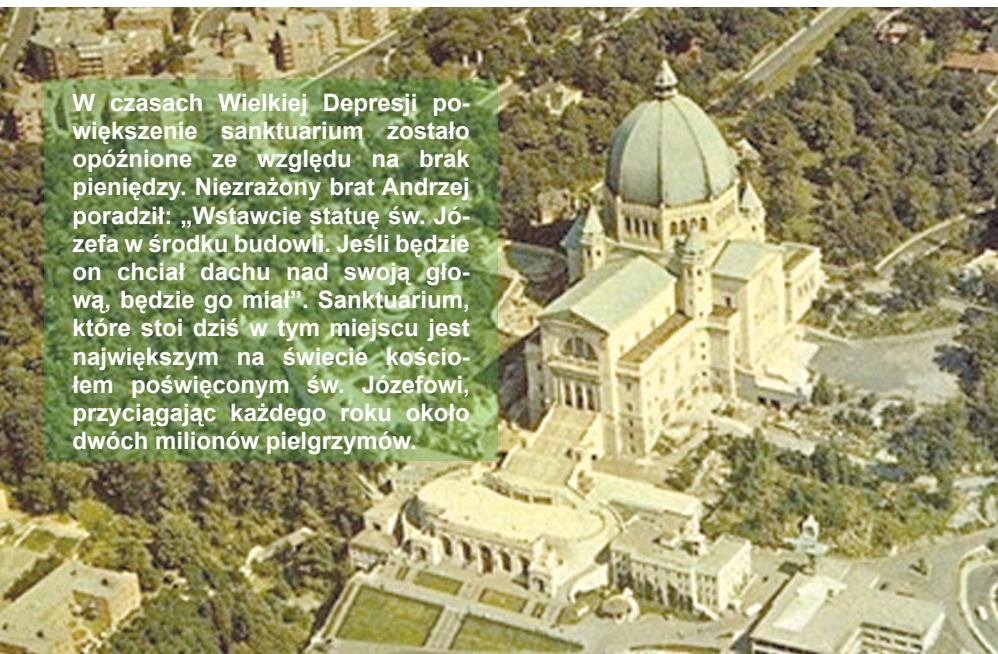 W czasach Wielkiej Depresji po-
większenie sanktuarium zostało
opóźnione ze względu na brak
pieniędzy. Niezrażony brat Andrzej
poradził: „Wstawcie statuę św. Jó-
zefa w środku budowli. Jeśli będzie
on chciał dachu nad swoją gło-
wą, będzie go miał”. Sanktuarium,
które stoi dziś w tym miejscu jest
największym na świecie kościo-
łem poświęconym św. Józefowi,
przyciągając każdego roku około
dwóch milionów pielgrzymów.